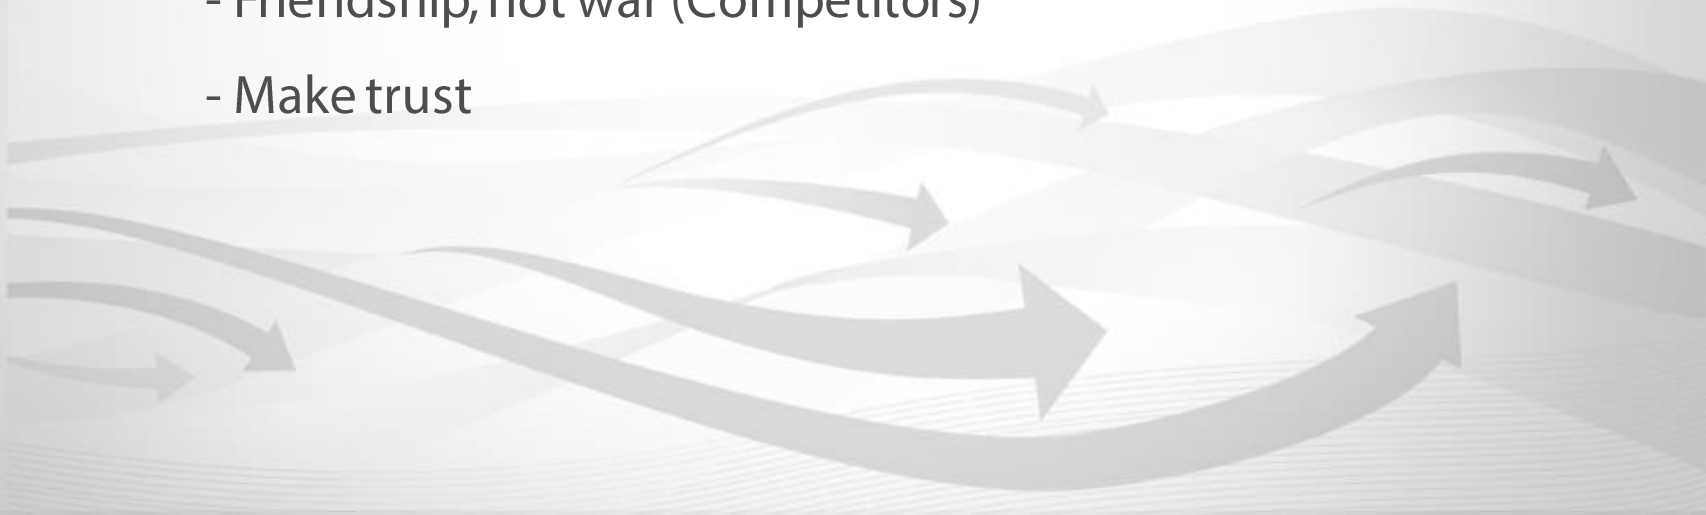 - Friendship, not war (Competitors)
- Make trust